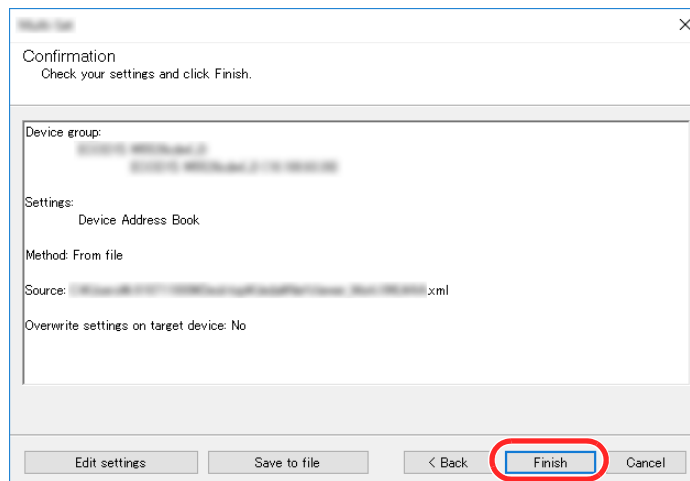 Confirmation
Check your settings and click Finish.
Device group:
Settings:
Device Address Book
Method: From file
Source: .xml
Overwrite settings on target device: No
Edit settings
Save to file
< Back
Finish
Cancel